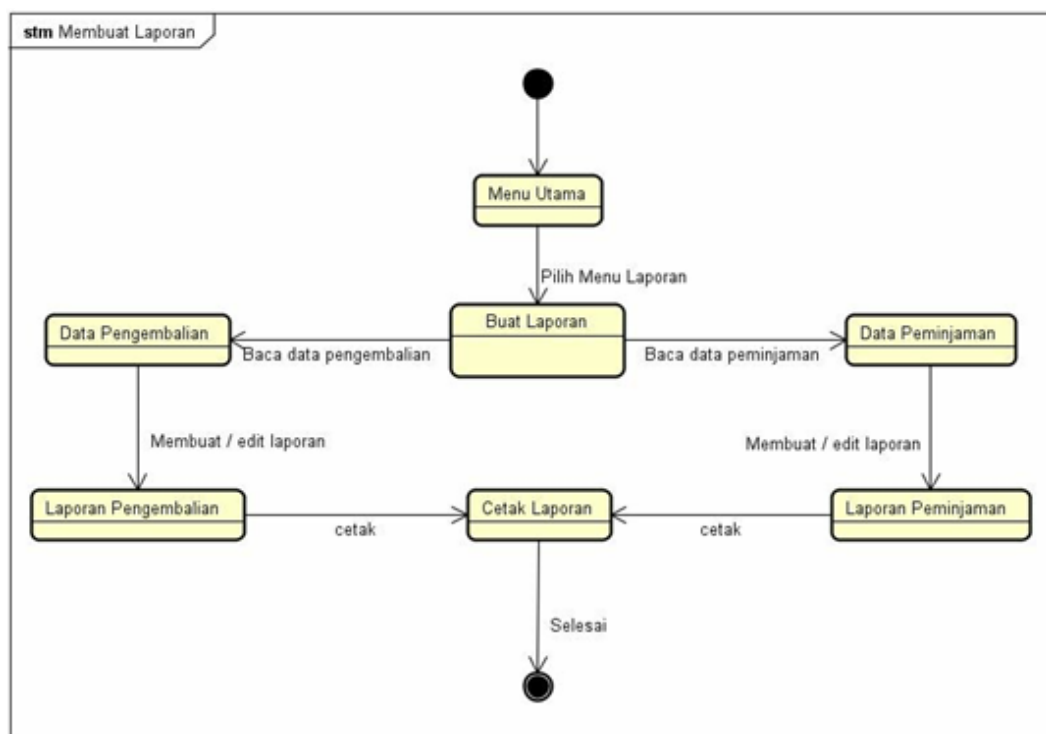 stm Membuat Laporan
Menu Utama
Pilih Menu Laporan
Buat Laporan
Data Pengembalian
Data Peminjaman
Baca data pengembalian
Baca data peminjaman
Membuat / edit laporan
Membuat / edit laporan
Laporan Pengembalian
Cetak Laporan
Laporan Peminjaman
cetak
cetak
Selesai